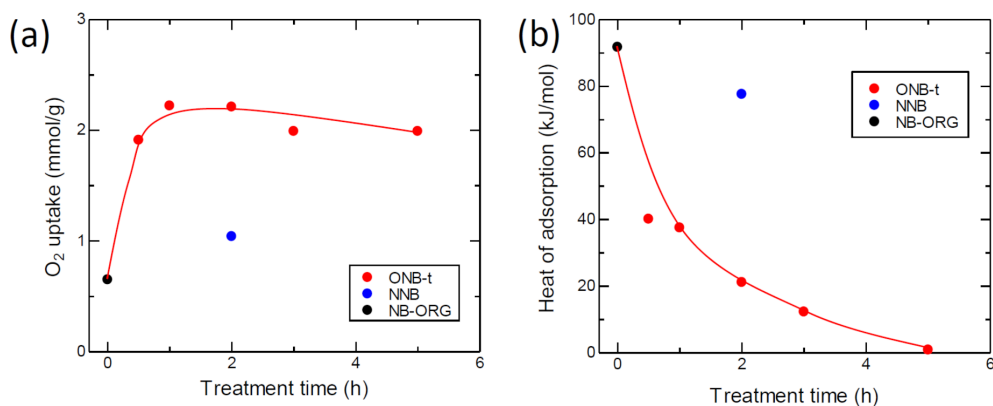 (a)
3
2
1
0
O₂ uptake (mmol/g)
0 2 4 6
Treatment time (h)
ONB-t
NNB
NB-ORG
(b)
100
90
80
60
40
20
0
Heat of adsorption (kJ/mol)
0 2 4 6
Treatment time (h)
ONB-t
NNB
NB-ORG